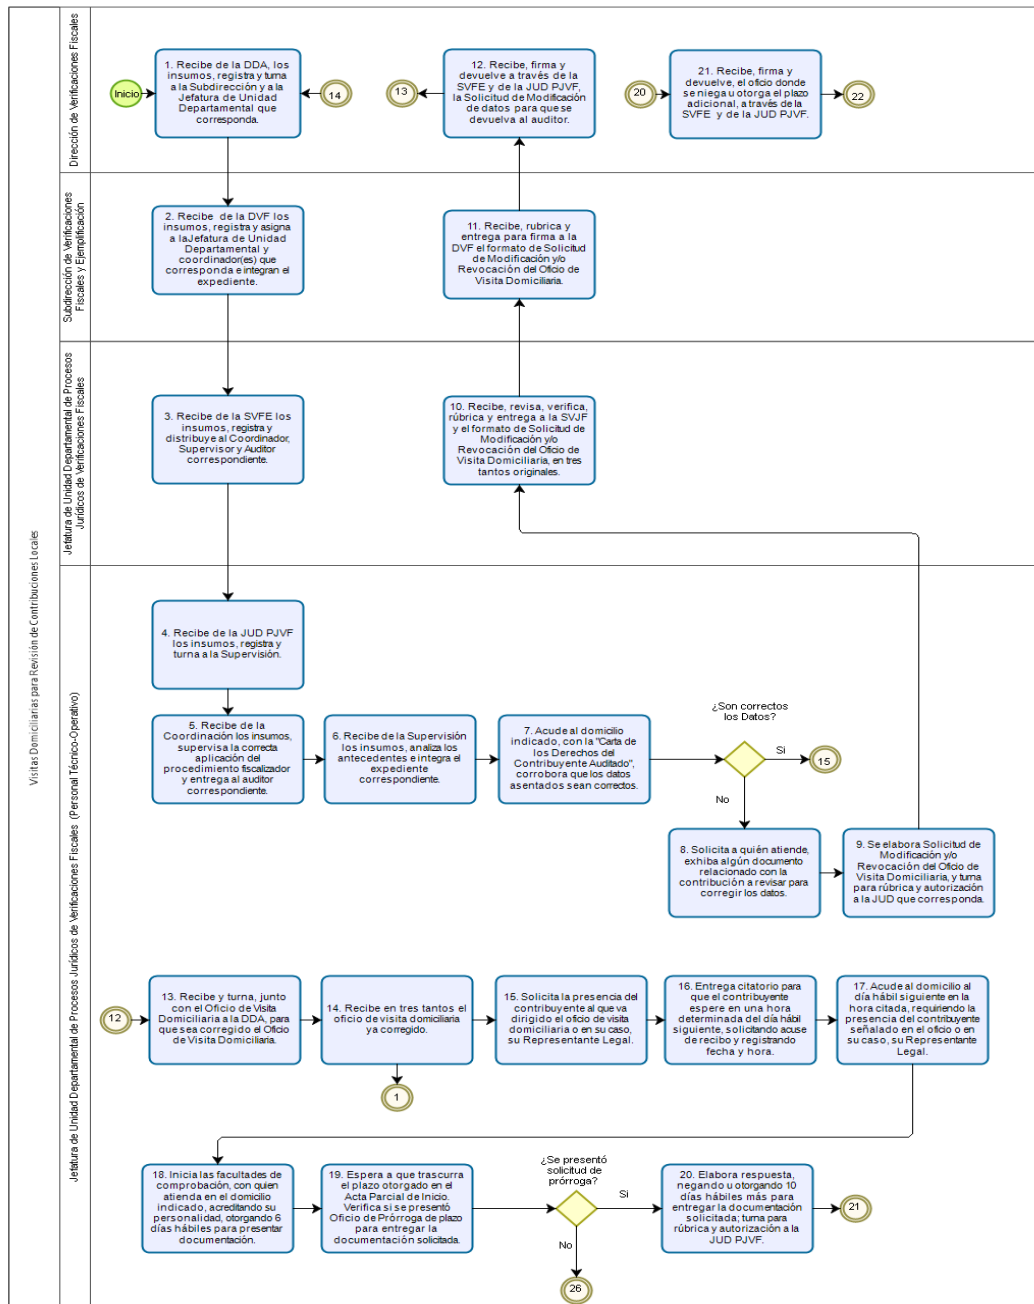 Visitas Domiciliarias para Revisión de Contribuciones Locales
Dirección de Verificaciones Fiscales
Inicio
1. Recibe de la DDA, los
insumos, registra y turna
a la Subdirección y a la
Jefatura de Unidad
Departamental que
corresponda.
14
13
12. Recibe, firma y
devuelve a través de la
SVFE y de la JUD PJVF,
la Solicitud de Modificación
de datos para que se
devuelva al auditor.
20
21. Recibe, firma y
devuelve, el oficio donde
se niega u otorga el plazo
adicional, a través de la
SVFE y de la JUD PJVF.
22
Subdirección de Verificaciones
Fiscales y Ejemplificación
2. Recibe de la DVF los
insumos, registra y asigna
a laJefatura de Unidad
Departamental y
coordinador(es) que
corresponda e integran el
expediente.
11. Recibe, rubrica y
entrega para firma a la
DVF el formato de Solicitud
de Modificación y/o
Revocación del Oficio de
Visita Domiciliaria.
Jefatura de Unidad Departamental de Procesos
Jurídicos de Verificaciones Fiscales
3. Recibe de la SVFE los
insumos, registra y
distribuye al Coordinador,
Supervisor y Auditor
correspondiente.
10. Recibe, revisa, verifica,
rúbrica y entrega a la SVJF
y el formato de Solicitud de
Modificación y/o
Revocación del Oficio de
Visita Domiciliaria, en tres
tantos originales.
Jefatura de Unidad Departamental de Procesos Jurídicos de Verificaciones Fiscales (Personal Técnico-Operativo)
4. Recibe de la JUD PJVF
los insumos, registra y
turna a la Supervisión.
5. Recibe de la
Coordinación los insumos,
supervisa la correcta
aplicación del
procedimiento fiscalizador
y entrega al auditor
correspondiente.
6. Recibe de la Supervisión
los insumos, analiza los
antecedentes e integra el
expediente
correspondiente.
7. Acude al domicilio
indicado, con la "Carta de
los Derechos del
Contribuyente Auditado",
corrobora que los datos
asentados sean correctos.
¿Son correctos
los Datos?
Si
15
No
8. Solicita a quién atiende,
exhiba algún documento
relacionado con la
contribución a revisar para
corregir los datos.
9. Se elabora Solicitud de
Modificación y/o
Revocación del Oficio de
Visita Domiciliaria, y turna
para rúbrica y autorización
a la JUD que corresponda.
12
13. Recibe y turna, junto
con el Oficio de Visita
Domiciliaria a la DDA, para
que sea corregido el Oficio
de Visita Domiciliaria.
14. Recibe en tres tantos el
oficio de visita domiciliaria
ya corregido.
1
15. Solicita la presencia del
contribuyente al que va
dirigido el oficio de visita
domiciliaria o en su caso,
su Representante Legal.
16. Entrega citatorio para
que el contribuyente
espere en una hora
determinada del día hábil
siguiente, solicitando acuse
de recibo y registrando
fecha y hora.
17. Acude al domicilio al
día hábil siguiente en la
hora citada, requiriendo la
presencia del contribuyente
señalado en el oficio o en
su caso, su Representante
Legal.
18. Inicia las facultades de
comprobación, con quien
atienda en el domicilio
indicado, acreditando su
personalidad, otorgando 6
días hábiles para presentar
documentación.
19. Espera a que trascurra
el plazo otorgado en el
Acta Parcial de Inicio.
Verifica si se presentó
Oficio de Prórroga de plazo
para entregar la
documentación solicitada.
¿Se presentó
solicitud de
prórroga?
Si
No
26
20. Elabora respuesta,
negando u otorgando 10
días hábiles más para
entregar la documentación
solicitada; turna para
rúbrica y autorización a la
JUD PJVF.
21